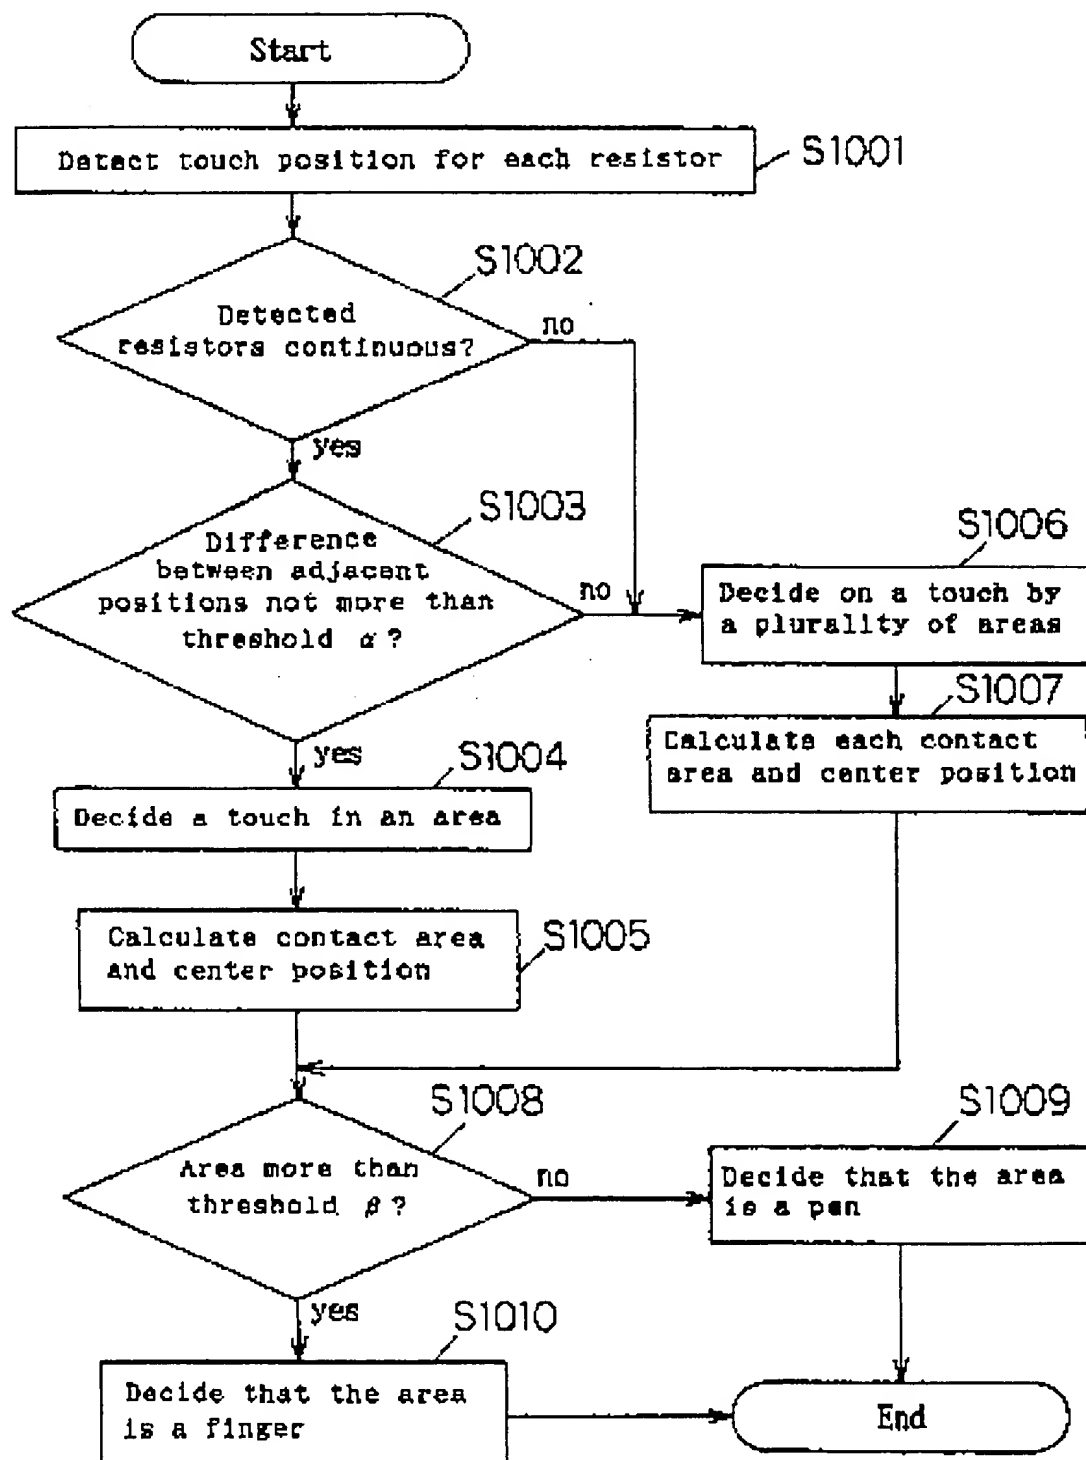 Start
Detect touch position for each resistor
S1001
S1002
Detected
resistors continuous?
no
yes
S1003
Difference
between adjacent
positions not more than
threshold α?
no
S1006
Decide on a touch by
a plurality of areas
S1007
Calculate each contact
area and center position
yes
S1004
Decide a touch in an area
S1005
Calculate contact area
and center position
S1008
Area more than
threshold β?
no
S1009
Decide that the area
is a pen
yes
S1010
Decide that the area
is a finger
End